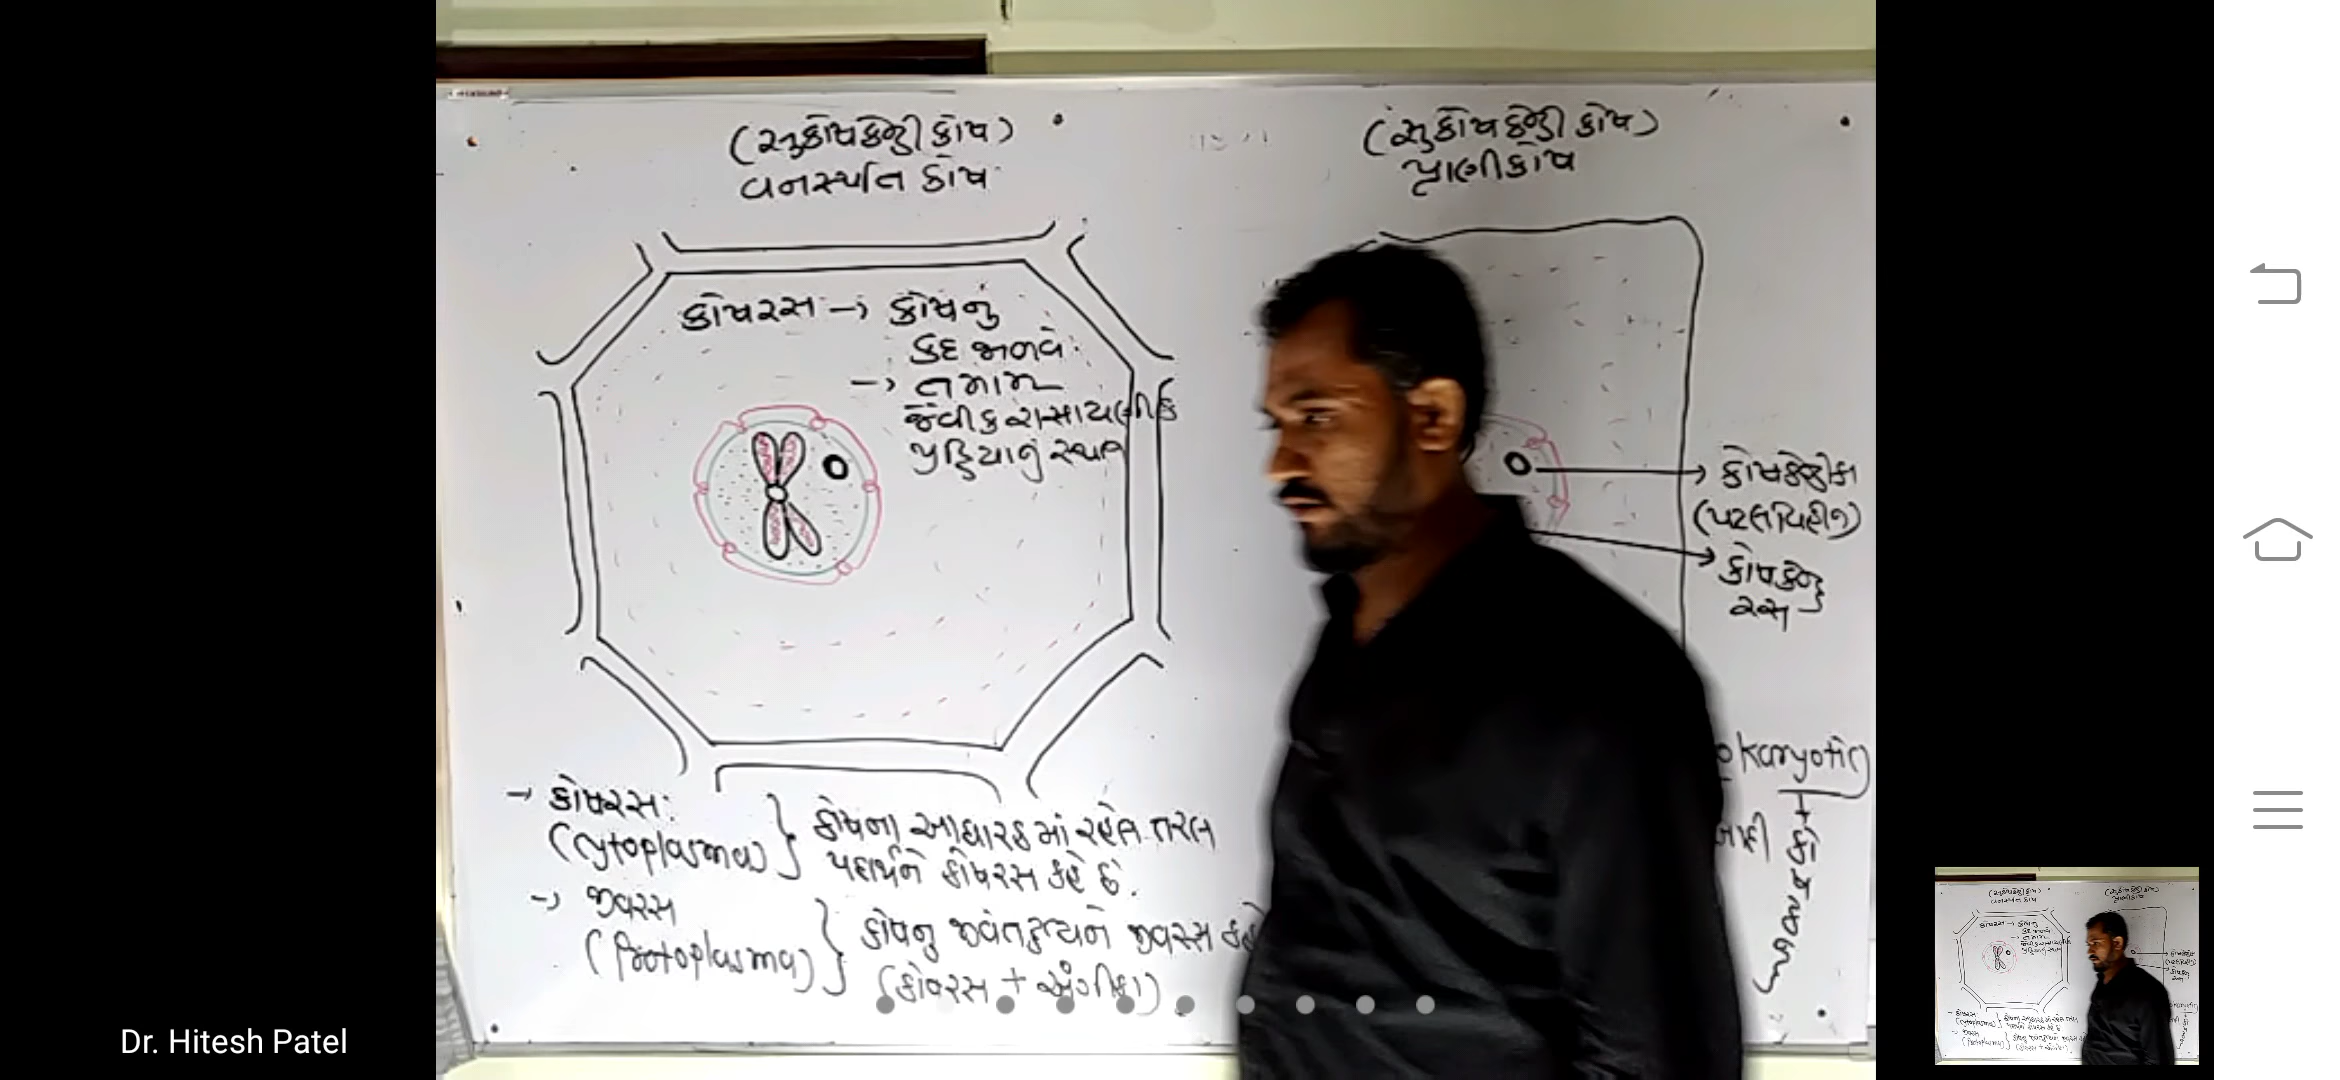 (સુકોષકેન્દ્રી કોષ)
વનસ્પતિ કોષ
કોષરસ → કોષનું
કદ જાળવે
→ તમામ
જૈવીક રાસાયણીક
પ્રક્રિયાનું સ્થળ
→ કોષરસ:
(Cytoplasma)
કોષના આધારક માં રહેલ તરલ
પદાર્થને કોષરસ કહે છે.
→ જીવરસ
(Protoplasma)
કોષનુ જીવંતદ્રવ્યને જીવરસ કહે
(કોષરસ + અંગીકા)
(સુકોષકેન્દ્રી કોષ)
પ્રાણીકોષ
કોષકેન્દ્રીકા
(પટલવિહીન)
કોષકેન્દ્ર
રસ
karyotic
Dr. Hitesh Patel